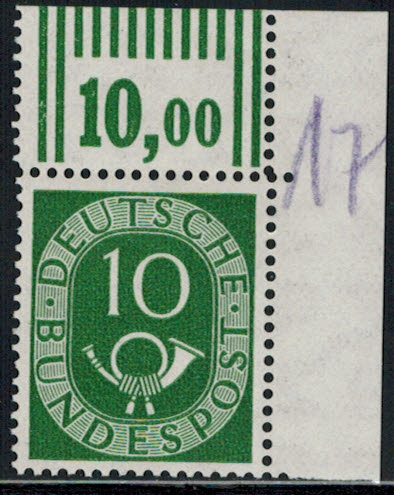 10,00
17
DEUTSCHE
10
BUNDESPOST